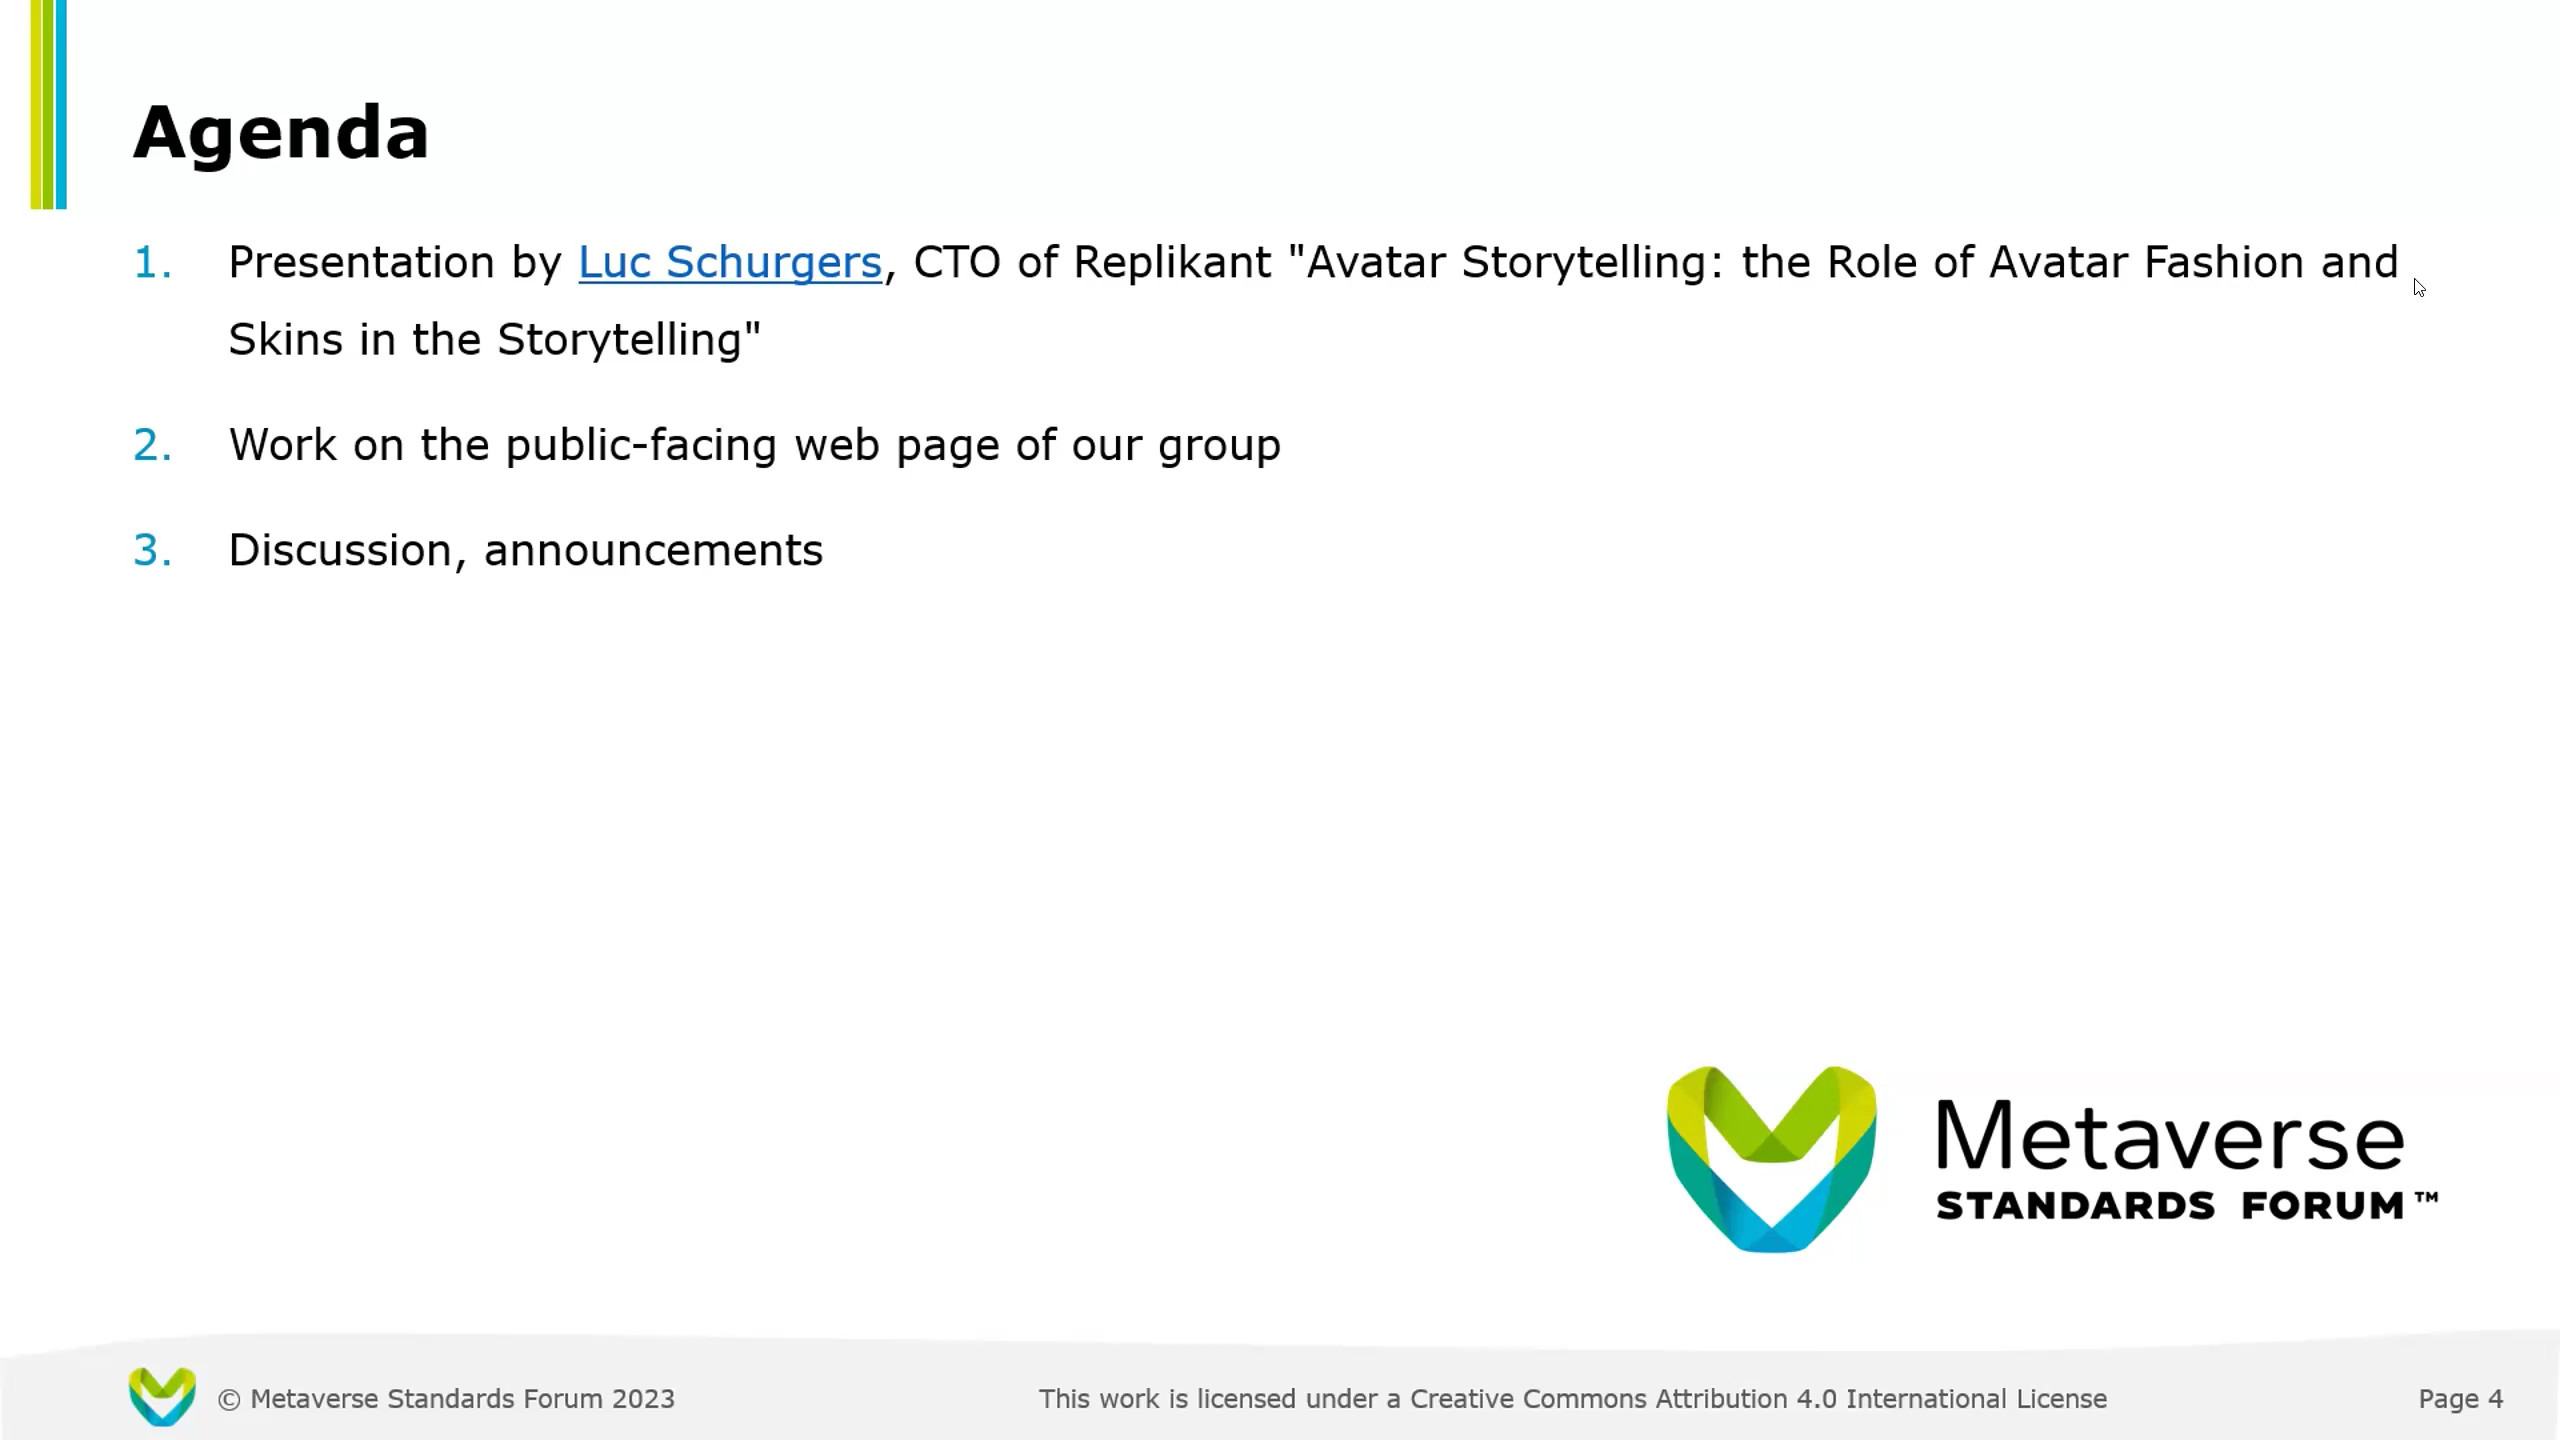 Agenda
1. Presentation by Luc Schurgers, CTO of Replikant "Avatar Storytelling: the Role of Avatar Fashion and
Skins in the Storytelling"
2. Work on the public-facing web page of our group
3. Discussion, announcements
Metaverse
STANDARDS FORUM™
© Metaverse Standards Forum 2023
This work is licensed under a Creative Commons Attribution 4.0 International License
Page 4